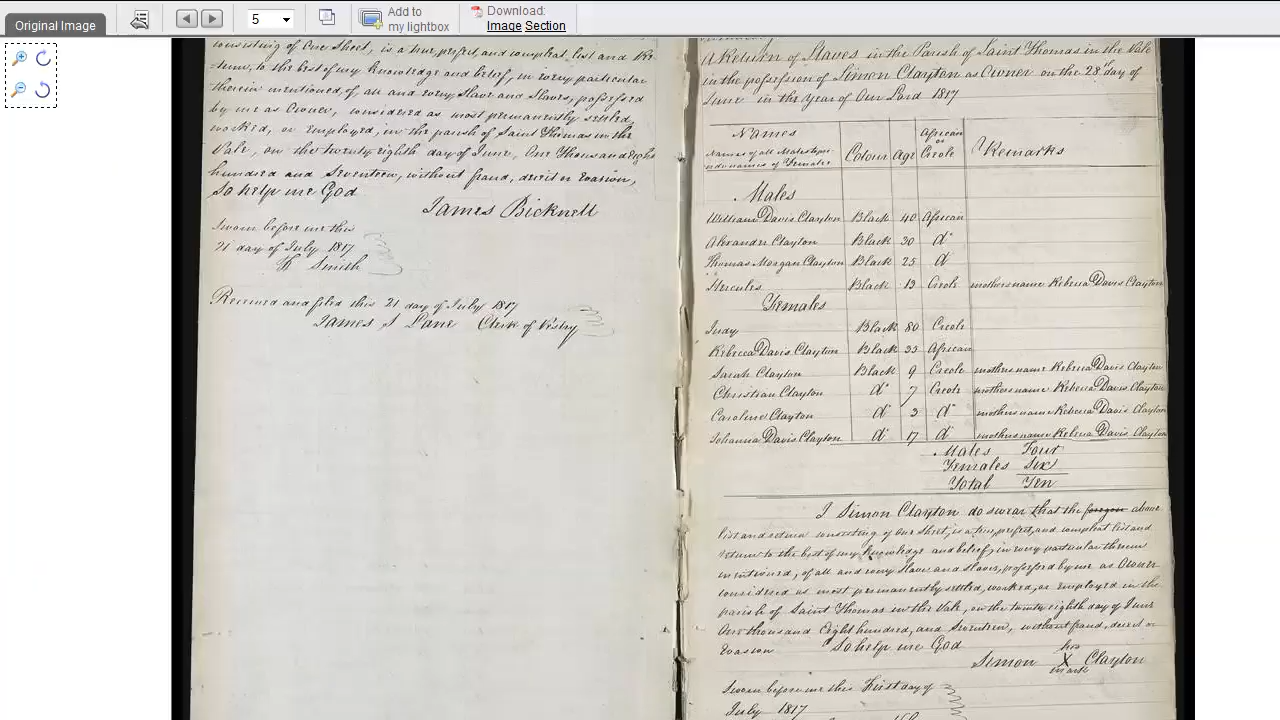 Original Image
5
Add to
my lightbox
Download:
Image Section
consisting of One Sheet, is a true, perfect, and compleat list and Re-
turn, to the best of my knowledge and belief, in every particular
therein mentioned, of all and every Slave and Slaves, possessed
by me as Owner, considered as most permanently settled,
worked, or employed, in the parish of Saint Thomas in the
Vale, on the twenty eighth day of June, One Thousand Eight
hundred and Seventeen, without fraud, deceit or Evasion,
So help me God
James Bicknell
Sworn before me this
21 day of July 1817
Smith
Received and filed this 21 day of July 1817
James S Lane Clerk of Vestry
A Return of Slaves in the Parish of Saint Thomas in the Vale
in the possession of Simon Clayton as Owner on the 28th day of
June in the Year of Our Lord 1817
Names
Names of all Males
names of Females
Colour
Age
African
or
Creole
Remarks
Males
William Davis Clayton Black 40 African
Alexander Clayton Black 30 do
Thomas Morgan Clayton Black 25 do
Hercules Black 13 Creole mothers name Rebecca Davis Clayton
Females
Judy Black 80 Creole
Rebecca Davis Clayton Black 35 African
Sarah Clayton Black 9 Creole mothers name Rebecca Davis Clayton
Christian Clayton do 7 Creole mothers name Rebecca Davis Clayton
Caroline Clayton do 3 do mothers name Rebecca Davis Clayton
Johanna Davis Clayton do 17 do mothers name Rebecca Davis Clayton
Males Four
Females Six
Total Ten
I Simon Clayton do swear that the foregon above
list and return consisting of One Sheet, is a true, perfect, and compleat list and
return to the best of my knowledge and belief, in every particular therein
mentioned, of all and every Slave and slaves, possessed by me as Owner
considered as most permanently settled, worked, or employed in the
parish of Saint Thomas in the Vale, on the twenty eighth day of June
One thousand Eight hundred, and Seventeen, without fraud, deceit or
Evasion So help me God
his
Simon X Clayton
mark
Sworn before me this First day of
July 1817